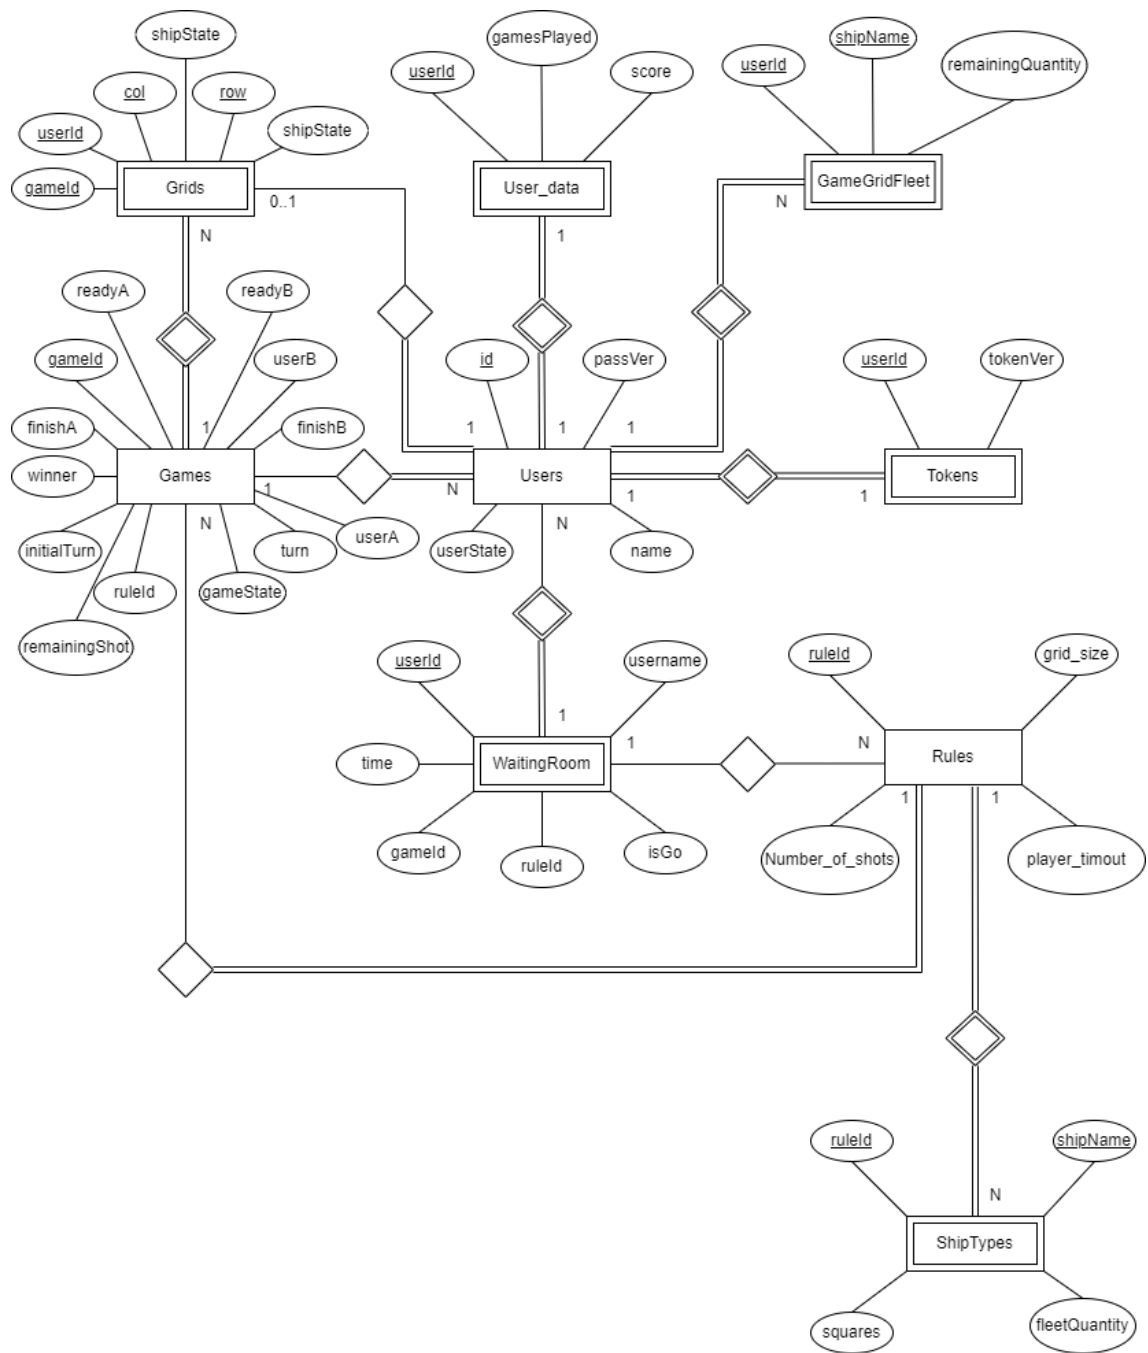 shipState
gamesPlayed
shipName
userId
remainingQuantity
userId
score
col
row
userId
shipState
gameId
Grids
User_data
GameGridFleet
0..1
N
N
1
readyA
readyB
gameId
userB
id
passVer
userId
tokenVer
finishA
1
finishB
1
1
1
winner
Games
Users
Tokens
1
N
1
1
initialTurn
N
turn
userA
userState
N
name
ruleId
gameState
remainingShot
userId
username
ruleId
grid_size
1
1
N
time
WaitingRoom
Rules
1
1
gameId
ruleId
isGo
Number_of_shots
player_timout
ruleId
shipName
N
ShipTypes
squares
fleetQuantity